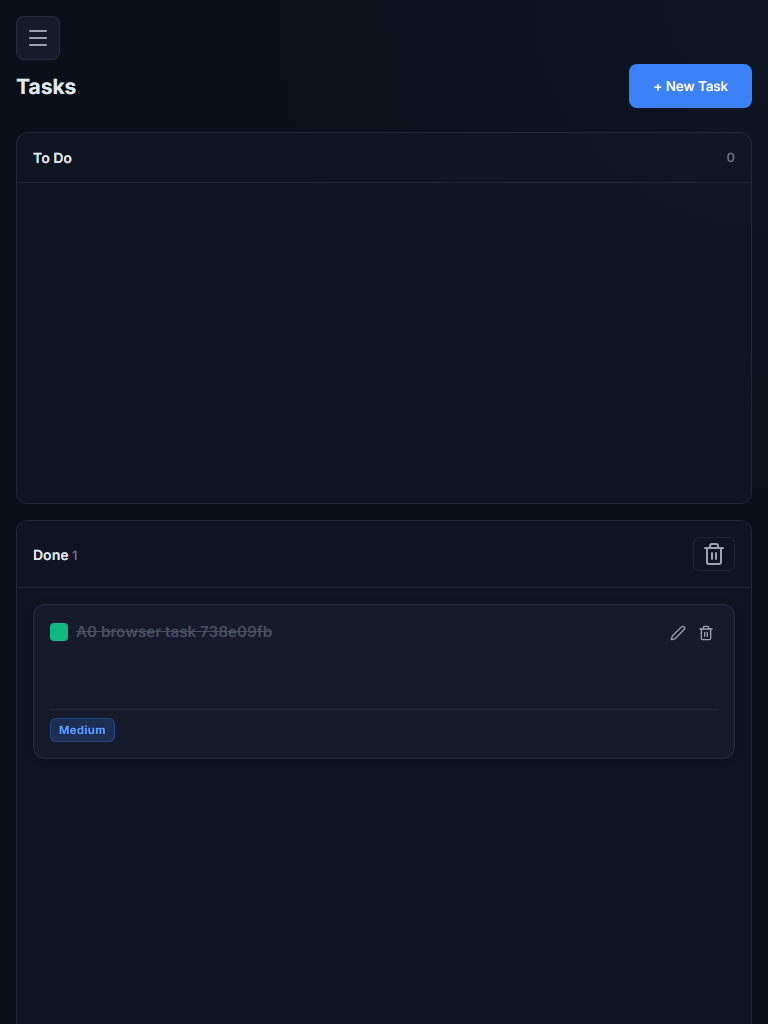 Tasks
+ New Task
To Do
0
Done 1
A0 browser task 738e09fb
Medium